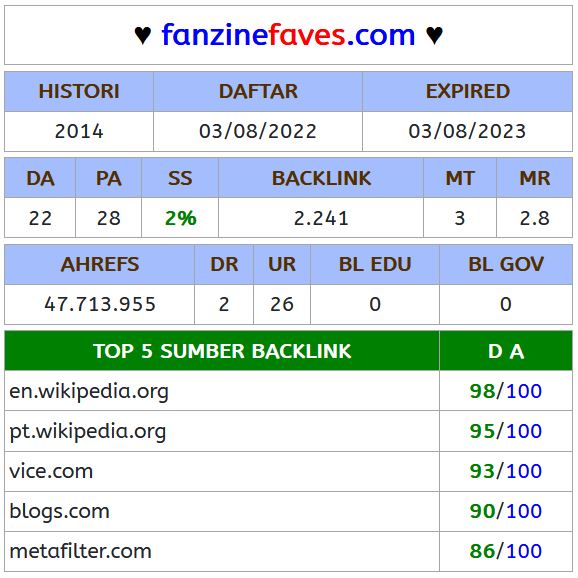 ♥ fanzinefaves.com ♥
HISTORI DAFTAR EXPIRED
2014 03/08/2022 03/08/2023
DA PA SS BACKLINK MT MR
22 28 2% 2.241 3 2.8
AHREFS DR UR BL EDU BL GOV
47.713.955 2 26 0 0
TOP 5 SUMBER BACKLINK D A
en.wikipedia.org 98/100
pt.wikipedia.org 95/100
vice.com 93/100
blogs.com 90/100
metafilter.com 86/100